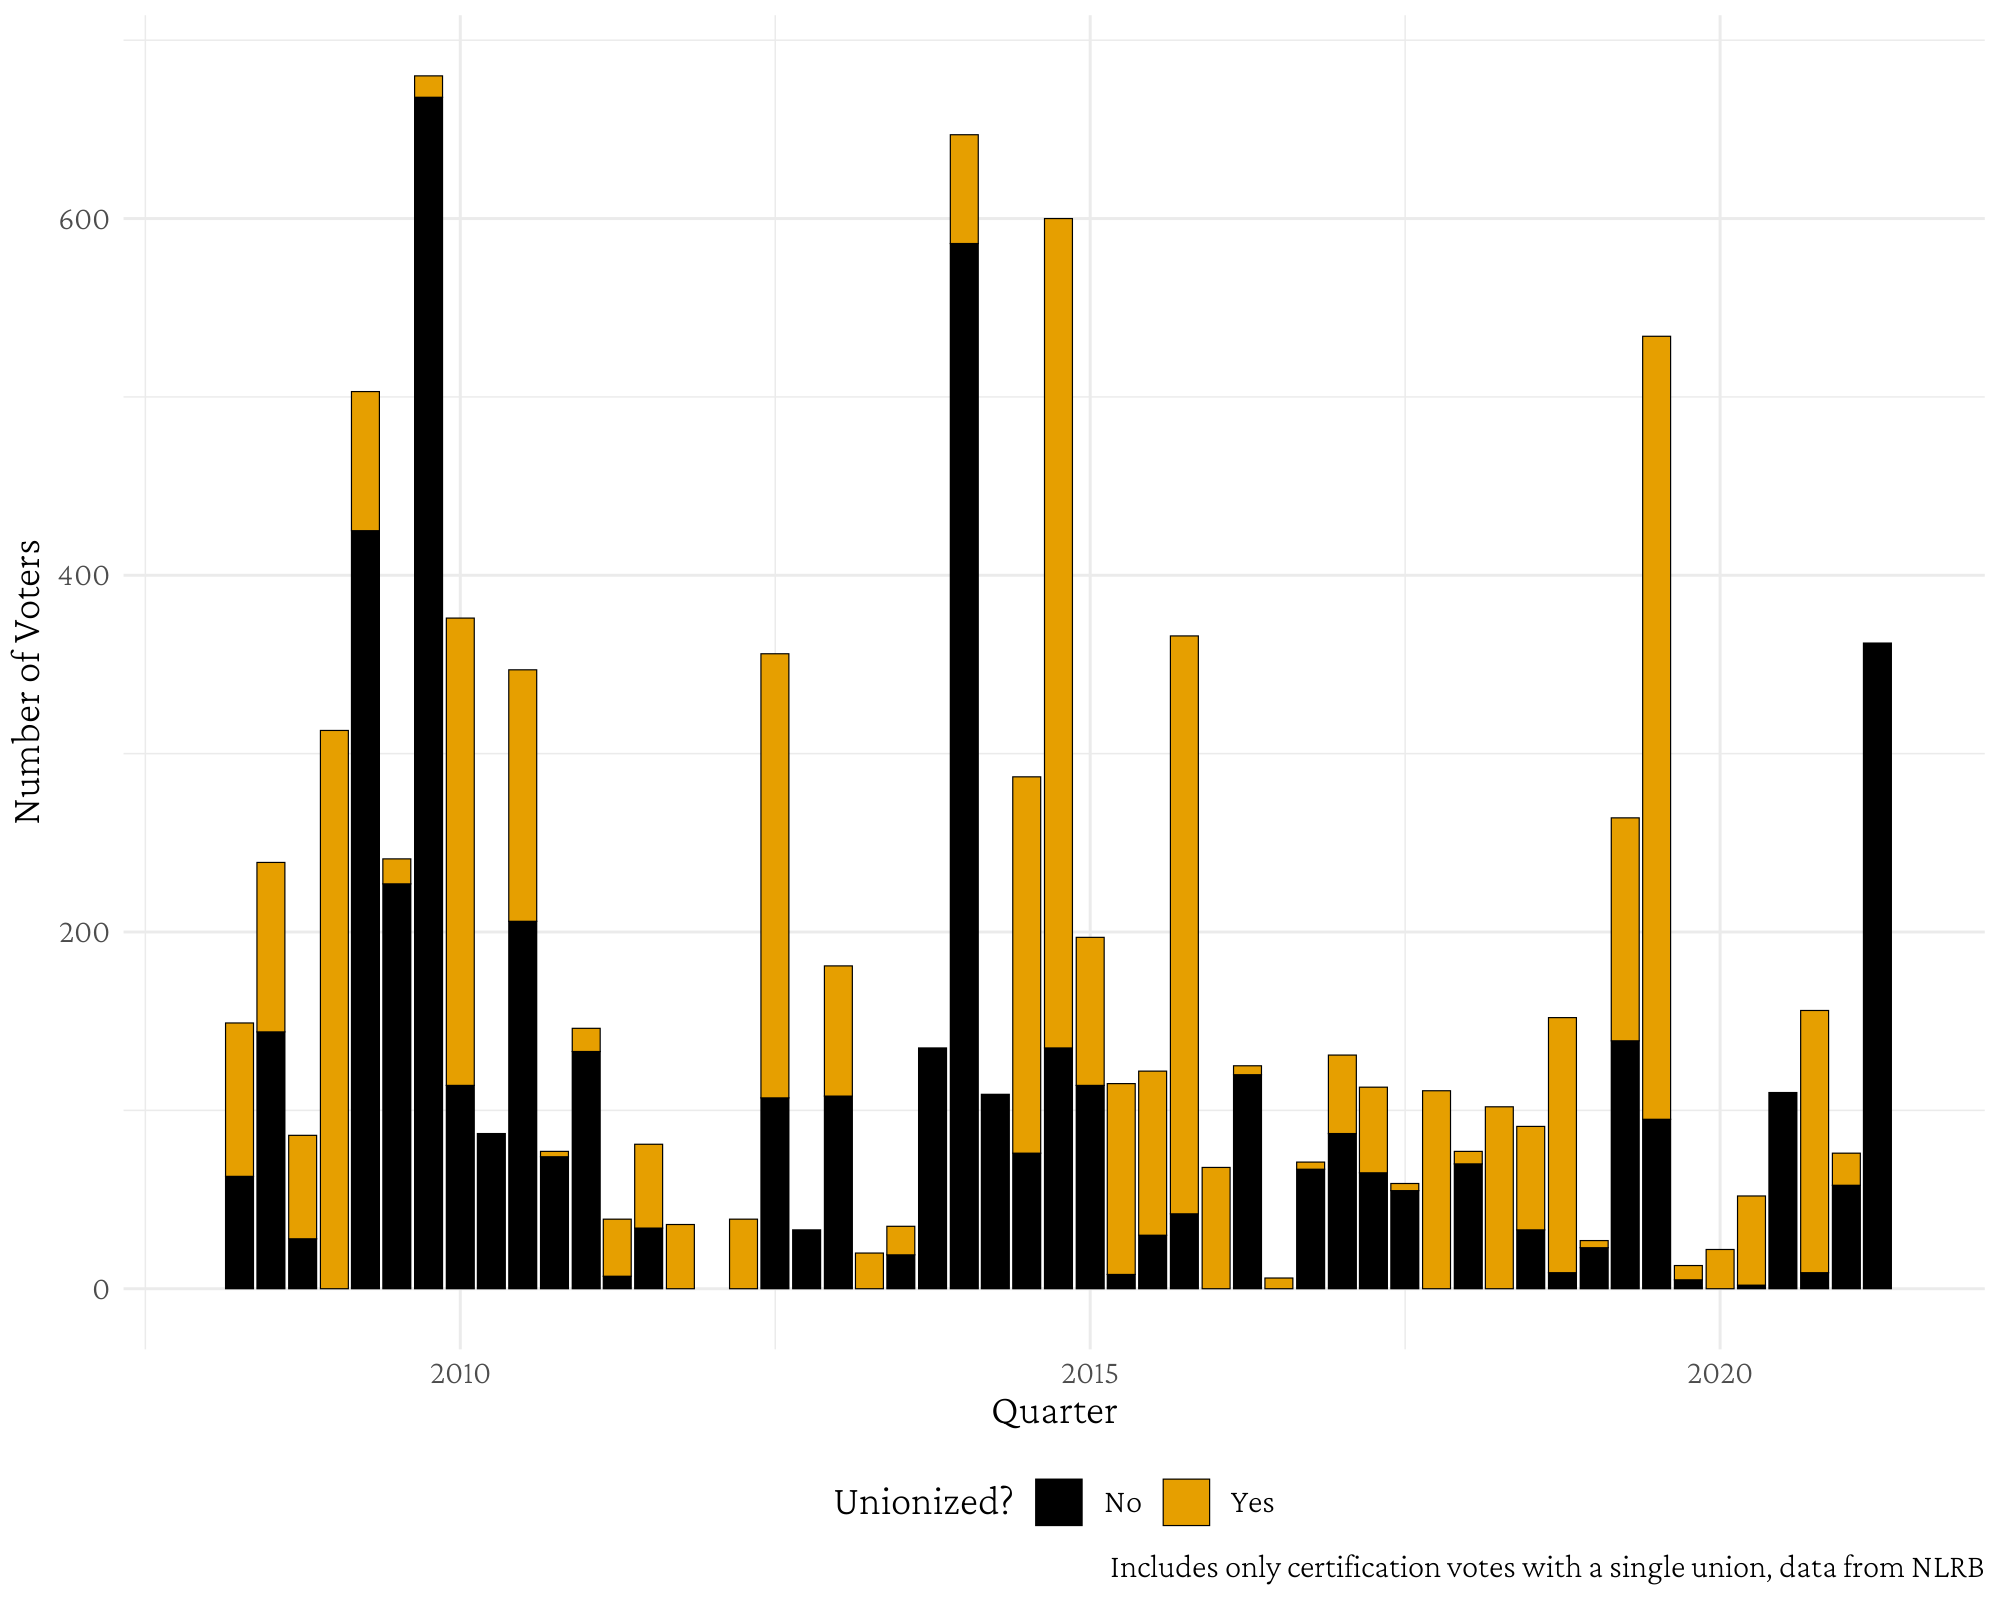 600
400
200
0
Number of Voters
2010 2015 2020
Quarter
Unionized? No Yes
Includes only certification votes with a single union, data from NLRB